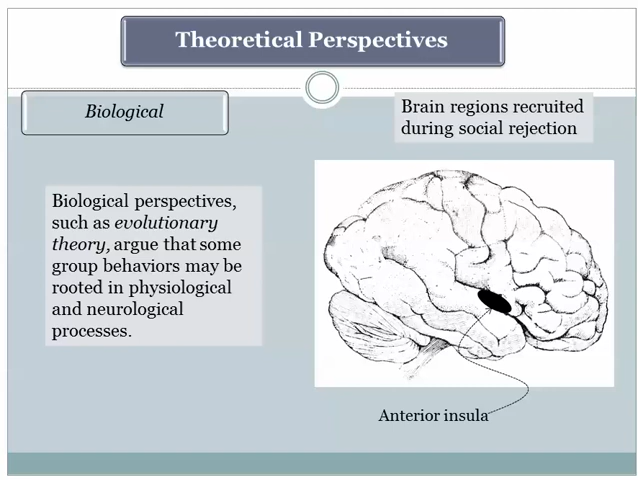 Theoretical Perspectives
Biological
Brain regions recruited
during social rejection
Biological perspectives,
such as evolutionary
theory, argue that some
group behaviors may be
rooted in physiological
and neurological
processes.
Anterior insula